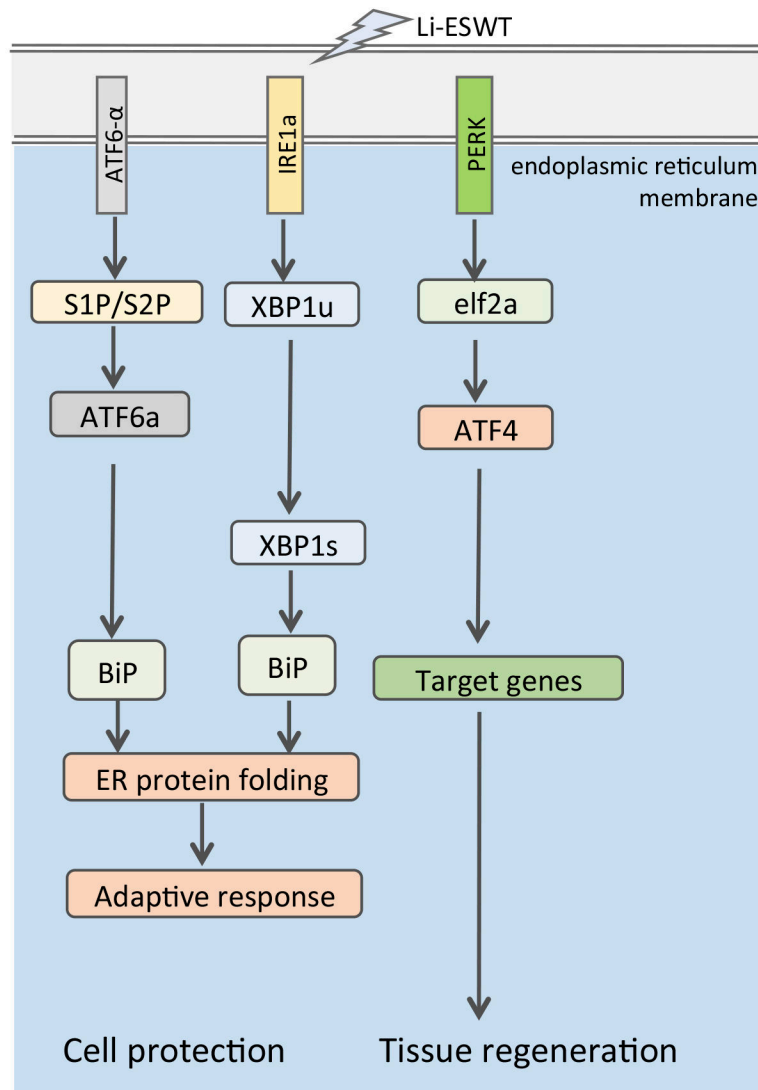 Li-ESWT
ATF6-α
IRE1a
PERK
endoplasmic reticulum
membrane
S1P/S2P
XBP1u
elf2a
ATF6a
ATF4
XBP1s
BiP
BiP
Target genes
ER protein folding
Adaptive response
Cell protection
Tissue regeneration